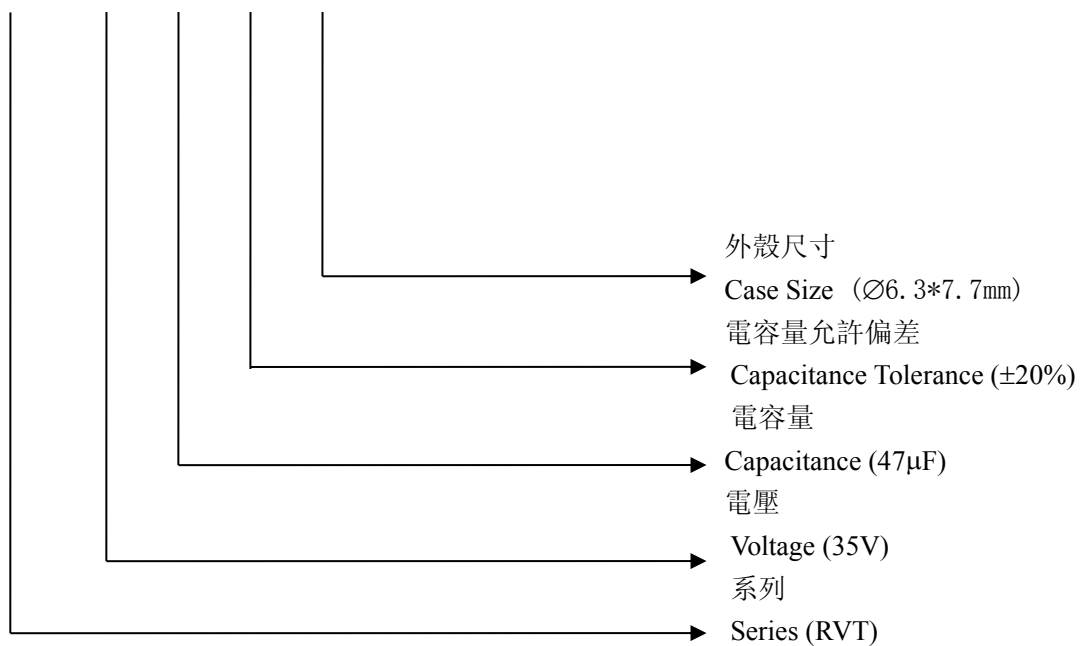 外殼尺寸
Case Size (∅6.3*7.7mm)
電容量允許偏差
Capacitance Tolerance (±20%)
電容量
Capacitance (47μF)
電壓
Voltage (35V)
系列
Series (RVT)